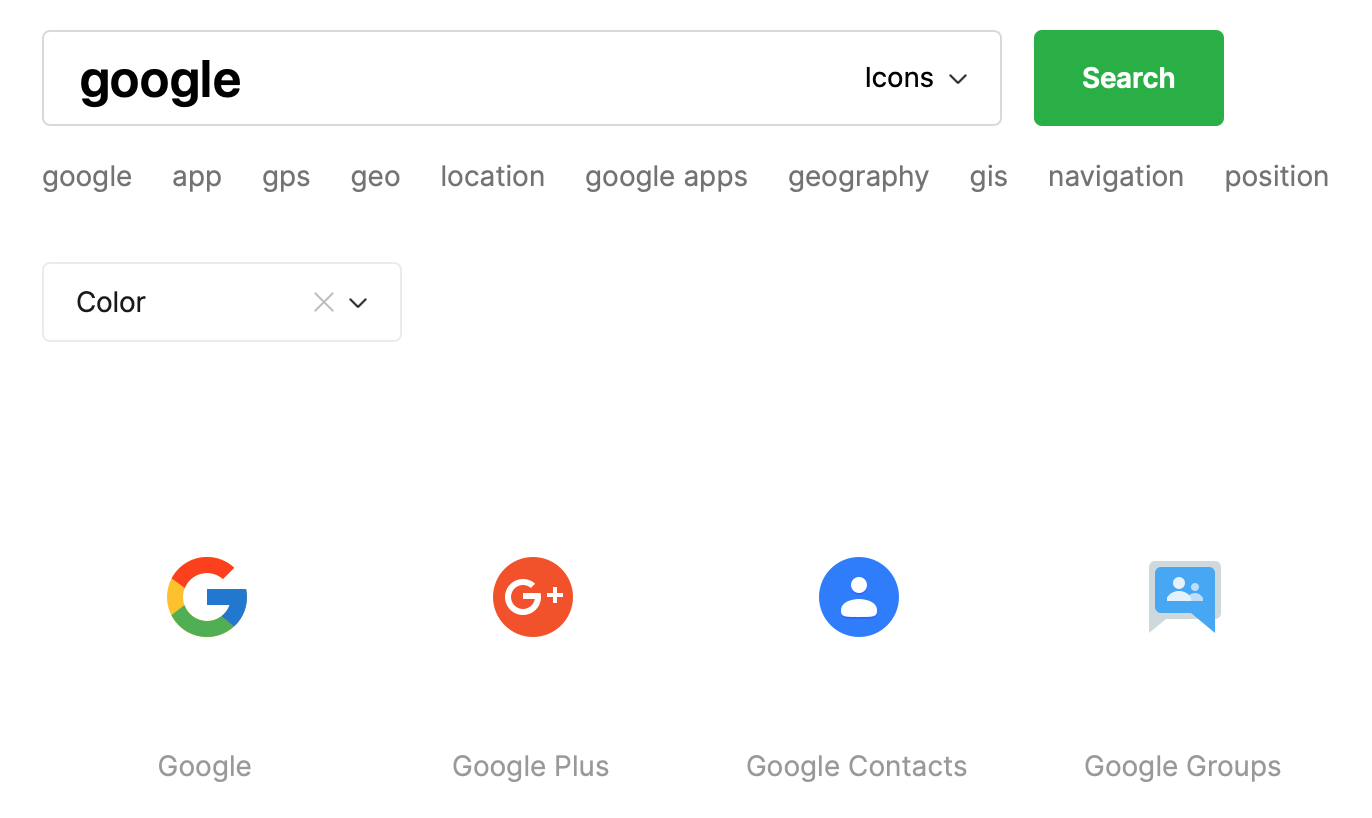 google Icons Search
google app gps geo location google apps geography gis navigation position
Color
G G+
Google Google Plus Google Contacts Google Groups